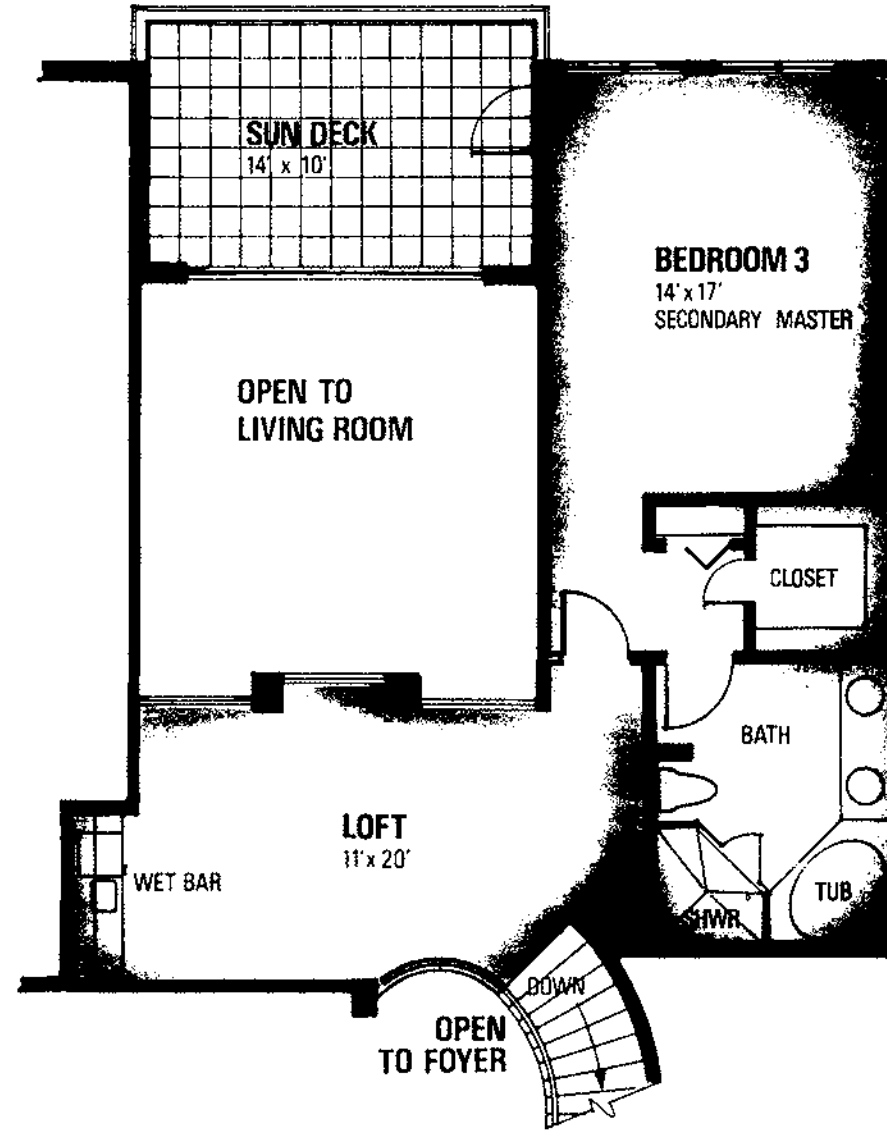 SUN DECK
14' x 10'
BEDROOM 3
14' x 17'
SECONDARY MASTER
OPEN TO
LIVING ROOM
CLOSET
BATH
LOFT
11' x 20'
WET BAR
TUB
SHWR
DOWN
OPEN
TO FOYER